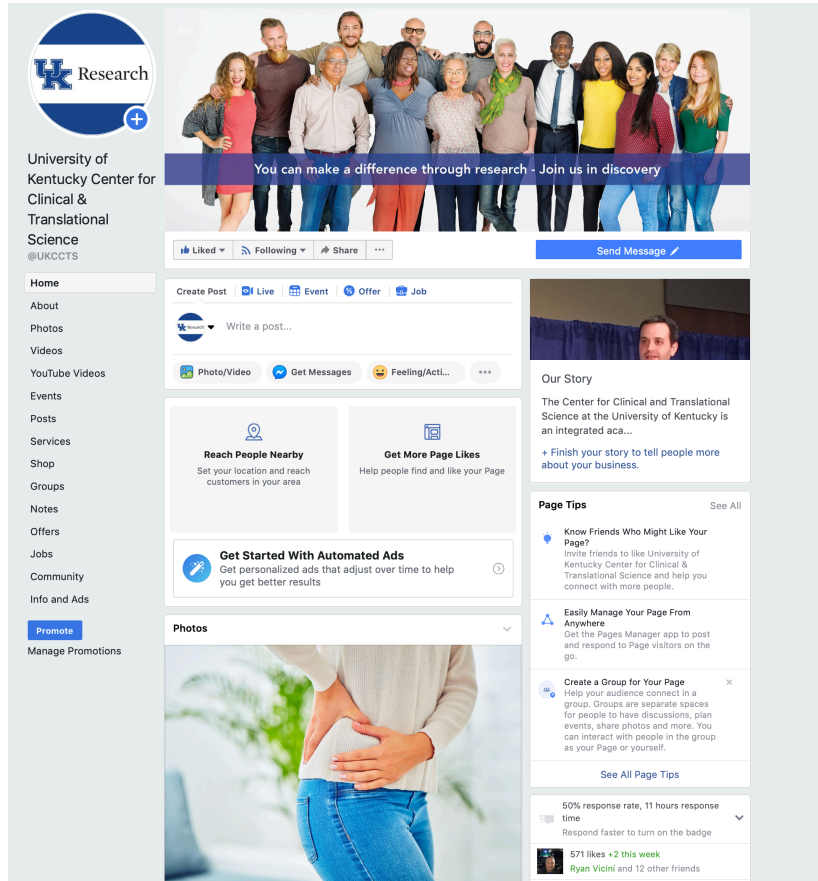 UK Research
University of
Kentucky Center for
Clinical &
Translational
Science
@UKCCTS
Home
About
Photos
Videos
YouTube Videos
Events
Posts
Services
Shop
Groups
Notes
Offers
Jobs
Community
Info and Ads
Promote
Manage Promotions
You can make a difference through research - Join us in discovery
Liked
Following
Share
Send Message
Create Post
Live
Event
Offer
Job
UK Research
Write a post...
Photo/Video
Get Messages
Feeling/Acti...
Reach People Nearby
Set your location and reach
customers in your area
Get More Page Likes
Help people find and like your Page
Get Started With Automated Ads
Get personalized ads that adjust over time to help
you get better results
Photos
Our Story
The Center for Clinical and Translational
Science at the University of Kentucky is
an integrated aca...
+ Finish your story to tell people more
about your business.
Page Tips
See All
Know Friends Who Might Like Your
Page?
Invite friends to like University of
Kentucky Center for Clinical &
Translational Science and help you
connect with more people.
Easily Manage Your Page From
Anywhere
Get the Pages Manager app to post
and respond to Page visitors on the
go.
Create a Group for Your Page
Help your audience connect in a
group. Groups are separate spaces
for people to have discussions, plan
events, share photos and more. You
can interact with people in the group
as your Page or yourself.
See All Page Tips
50% response rate, 11 hours response
time
Respond faster to turn on the badge
571 likes +2 this week
Ryan Vicini and 12 other friends